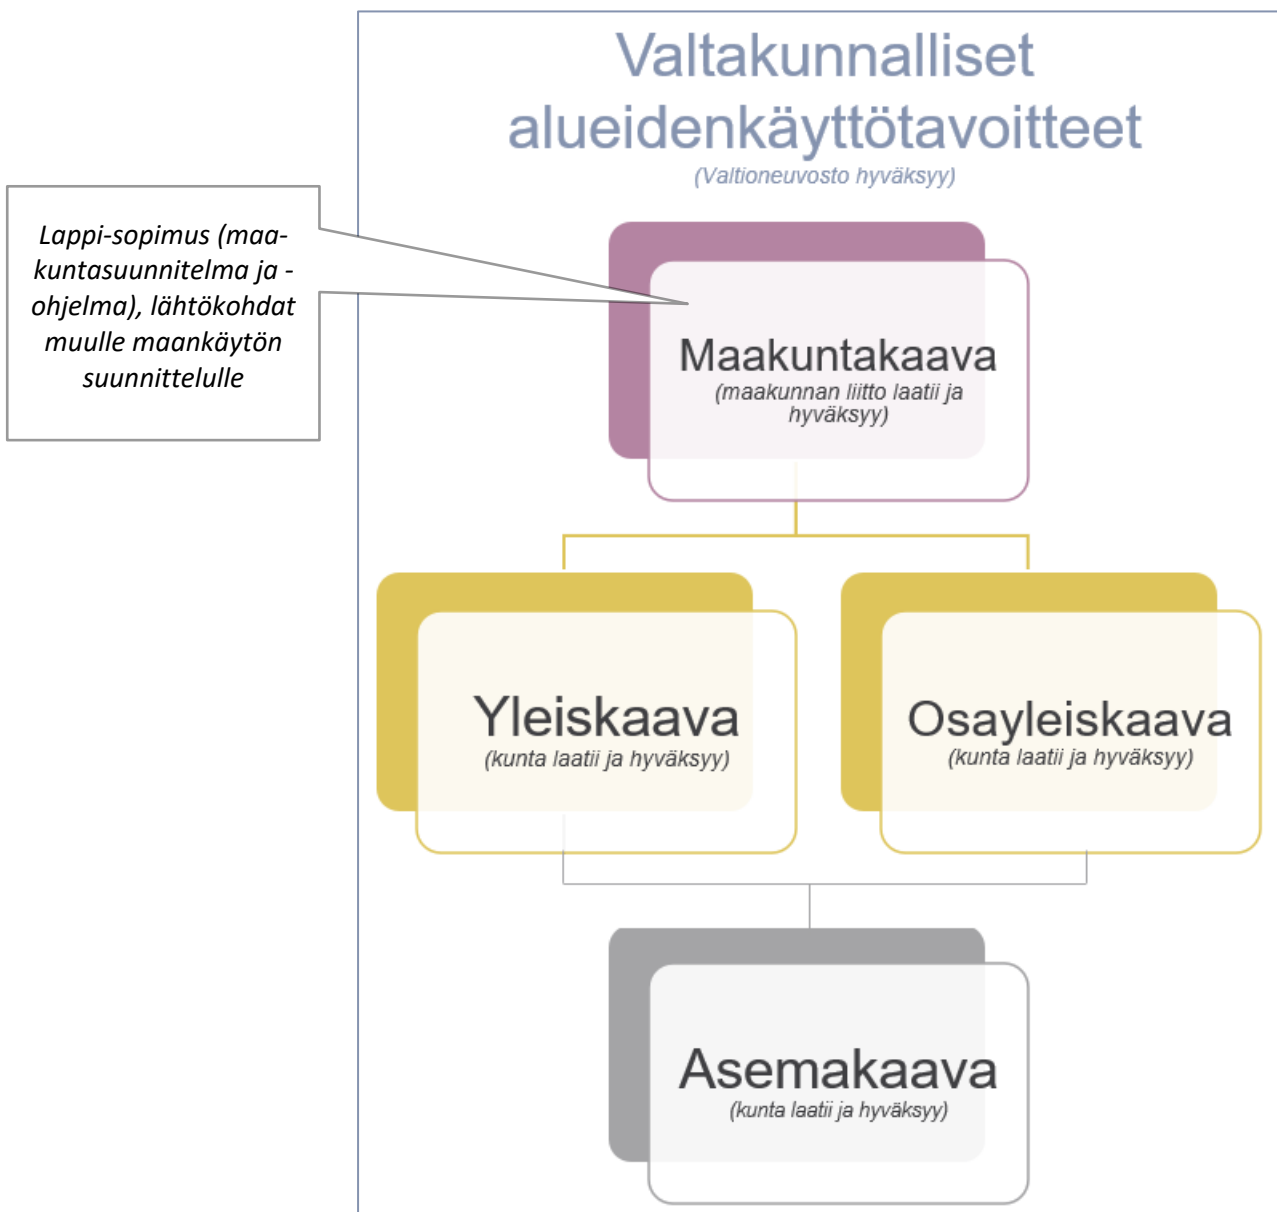 Valtakunnalliset
alueidenkäyttötavoitteet
(Valtioneuvosto hyväksyy)
Lappi-sopimus (maa-
kuntasuunnitelma ja -
ohjelma), lähtökohdat
muulle maankäytön
suunnittelulle
Maakuntakaava
(maakunnan liitto laatii ja
hyväksyy)
Yleiskaava
(kunta laatii ja hyväksyy)
Osayleiskaava
(kunta laatii ja hyväksyy)
Asemakaava
(kunta laatii ja hyväksyy)